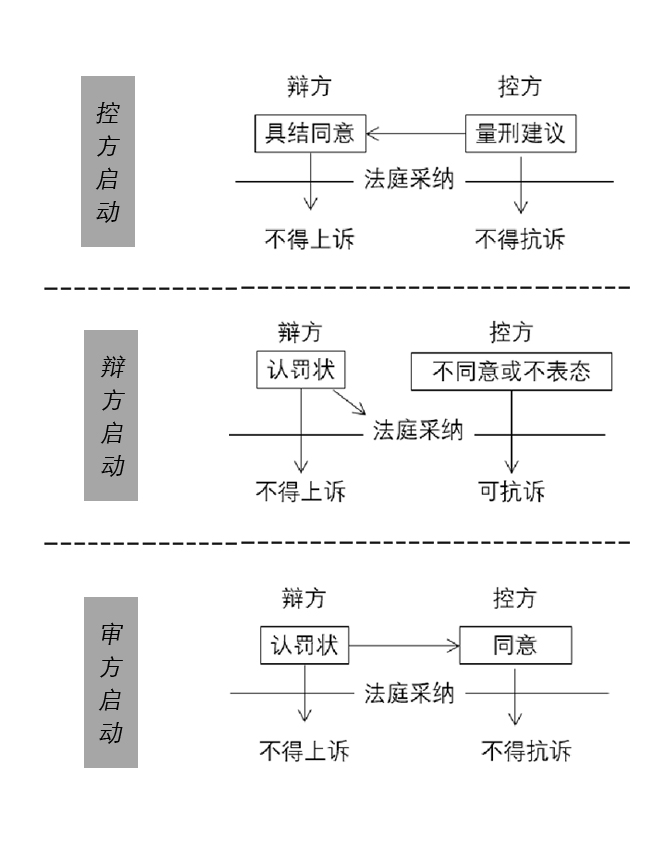 控方启动
辩方 控方
具结同意 量刑建议
法庭采纳
不得上诉 不得抗诉
辩方启动
辩方 控方
认罚状 不同意或不表态
法庭采纳
不得上诉 可抗诉
审方启动
辩方 控方
认罚状 同意
法庭采纳
不得上诉 不得抗诉